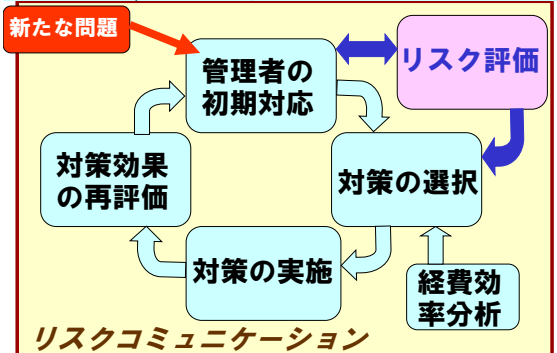 新たな問題
管理者の
初期対応
リスク評価
対策効果
の再評価
対策の選択
対策の実施
経費効
率分析
リスクコミュニケーション